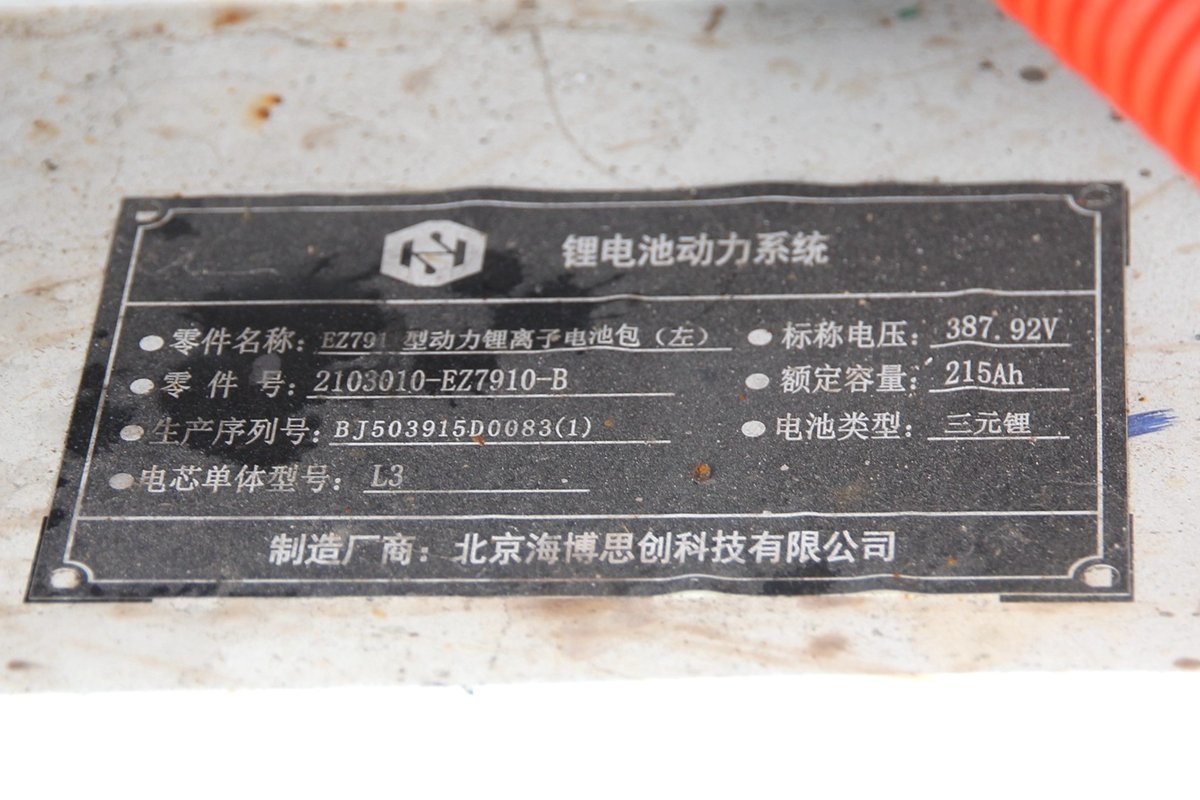 锂电池动力系统
零件名称：EZ791 型动力锂离子电池包（左）
标称电压：387.92V
零件号：2103010-EZ7910-B
额定容量：215Ah
生产序列号：BJ503915D0083(1)
电池类型：三元锂
电芯单体型号：L3
制造厂商：北京海博思创科技有限公司